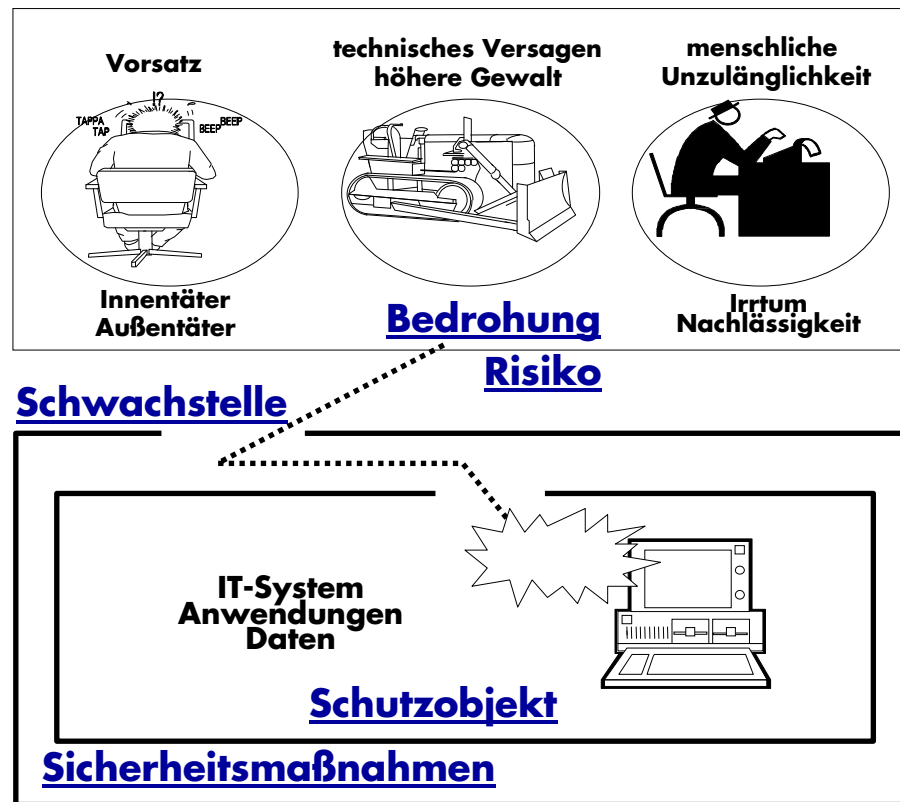 Vorsatz
technisches Versagen
höhere Gewalt
menschliche
Unzulänglichkeit
!?
TAPPA
TAP
BEEP
BEEP
Innentäter
Außentäter
Irrtum
Nachlässigkeit
Bedrohung
Risiko
Schwachstelle
IT-System
Anwendungen
Daten
Schutzobjekt
Sicherheitsmaßnahmen